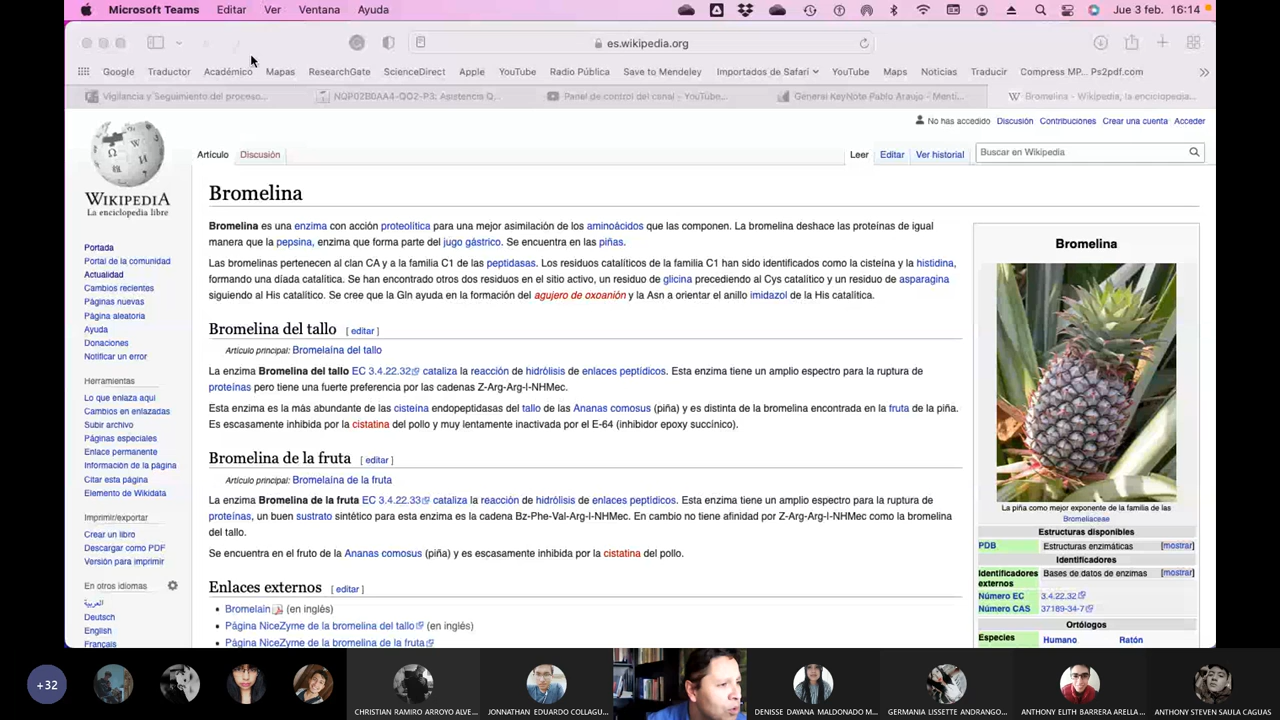 Microsoft Teams Editar Ver Ventana Ayuda Jue 3 feb. 16:14
es.wikipedia.org
Google Traductor Académico Mapas ResearchGate ScienceDirect Apple YouTube Radio Pública Save to Mendeley Importados de Safari YouTube Maps Noticias Traducir Compress MP... Ps2pdf.com
Vigilancia y Seguimiento del proceso... NQP02B0AA4-QO2-P3: Asistencia Q... Panel de control del canal - YouTube... General KeyNote Pablo Araujo - Menti... Bromelina - Wikipedia, la enciclopedia...
No has accedido Discusión Contribuciones Crear una cuenta Acceder
Artículo Discusión Leer Editar Ver historial Buscar en Wikipedia
WIKIPEDIA
La enciclopedia libre
Portada
Portal de la comunidad
Actualidad
Cambios recientes
Páginas nuevas
Página aleatoria
Ayuda
Donaciones
Notificar un error
Herramientas
Lo que enlaza aquí
Cambios en enlazadas
Subir archivo
Páginas especiales
Enlace permanente
Información de la página
Citar esta página
Elemento de Wikidata
Imprimir/exportar
Crear un libro
Descargar como PDF
Versión para imprimir
En otros idiomas
العربية
Deutsch
English
Français
Bromelina
Bromelina es una enzima con acción proteolítica para una mejor asimilación de los aminoácidos que las componen. La bromelina deshace las proteínas de igual
manera que la pepsina, enzima que forma parte del jugo gástrico. Se encuentra en las piñas.
Las bromelinas pertenecen al clan CA y a la familia C1 de las peptidasas. Los residuos catalíticos de la familia C1 han sido identificados como la cisteína y la histidina,
formando una díada catalítica. Se han encontrado otros dos residuos en el sitio activo, un residuo de glicina precediendo al Cys catalítico y un residuo de asparagina
siguiendo al His catalítico. Se cree que la Gln ayuda en la formación del agujero de oxoanión y la Asn a orientar el anillo imidazol de la His catalítica.
Bromelina del tallo [ editar ]
Artículo principal: Bromelaína del tallo
La enzima Bromelina del tallo EC 3.4.22.32 cataliza la reacción de hidrólisis de enlaces peptídicos. Esta enzima tiene un amplio espectro para la ruptura de
proteínas pero tiene una fuerte preferencia por las cadenas Z-Arg-Arg-l-NHMec.
Esta enzima es la más abundante de las cisteína endopeptidasas del tallo de las Ananas comosus (piña) y es distinta de la bromelina encontrada en la fruta de la piña.
Es escasamente inhibida por la cistatina del pollo y muy lentamente inactivada por el E-64 (inhibidor epoxy succínico).
Bromelina de la fruta [ editar ]
Artículo principal: Bromelaína de la fruta
La enzima Bromelina de la fruta EC 3.4.22.33 cataliza la reacción de hidrólisis de enlaces peptídicos. Esta enzima tiene un amplio espectro para la ruptura de
proteínas, un buen sustrato sintético para esta enzima es la cadena Bz-Phe-Val-Arg-l-NHMec. En cambio no tiene afinidad por Z-Arg-Arg-l-NHMec como la bromelina
del tallo.
Se encuentra en el fruto de la Ananas comosus (piña) y es escasamente inhibida por la cistatina del pollo.
Enlaces externos [ editar ]
Bromelain (en inglés)
Página NiceZyme de la bromelina del tallo (en inglés)
Página NiceZyme de la bromelina de la fruta
Bromelina
La piña como mejor exponente de la familia de las
Bromeliaceae
Estructuras disponibles
PDB Estructuras enzimáticas [mostrar]
Identificadores
Identificadores externos Bases de datos de enzimas [mostrar]
Número EC 3.4.22.32
Número CAS 37189-34-7
Ortólogos
Especies Humano Ratón
+32 CHRISTIAN RAMIRO ARROYO ALVE... JONNATHAN EDUARDO COLLAGU... DENISSE DAYANA MALDONADO M... GERMANIA LISSETTE ANDRANGO... ANTHONY ELITH BARRERA ARELLA... ANTHONY STEVEN SAULA CAGUAS